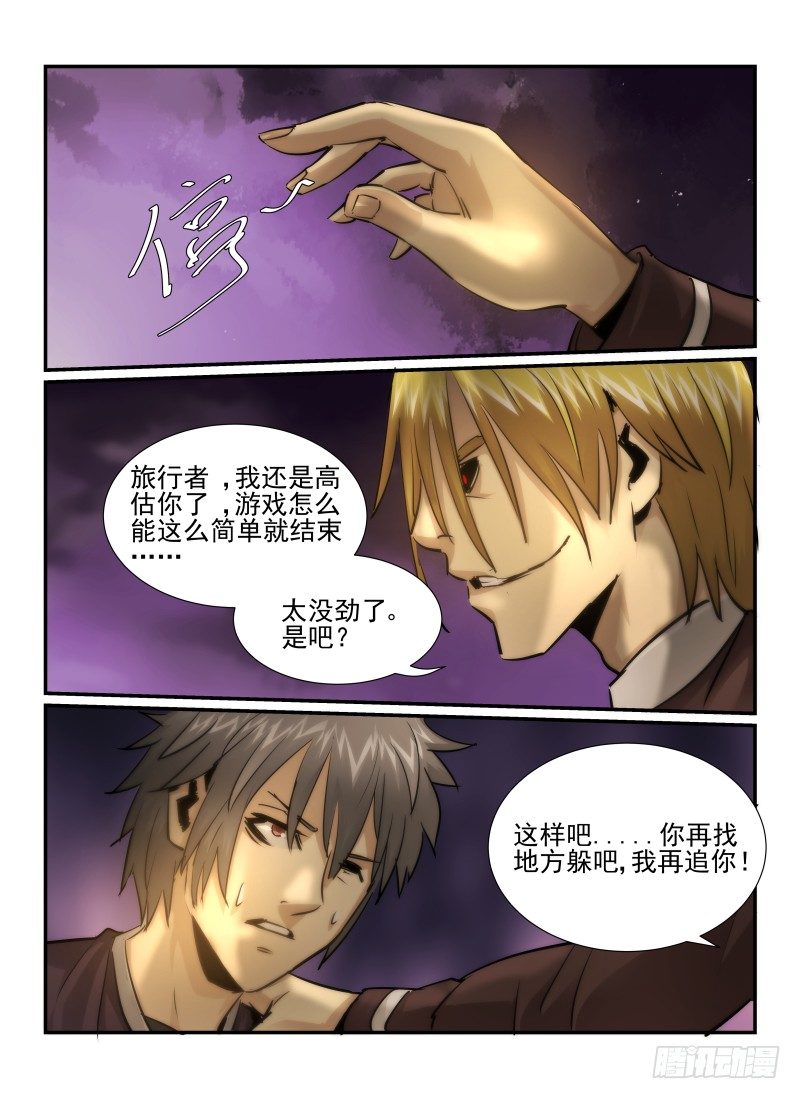 停
旅行者，我还是高
估你了，游戏怎么
能这么简单就结束
……
太没劲了。
是吧？
这样吧.....你再找
地方躲吧，我再追你！
腾讯动漫